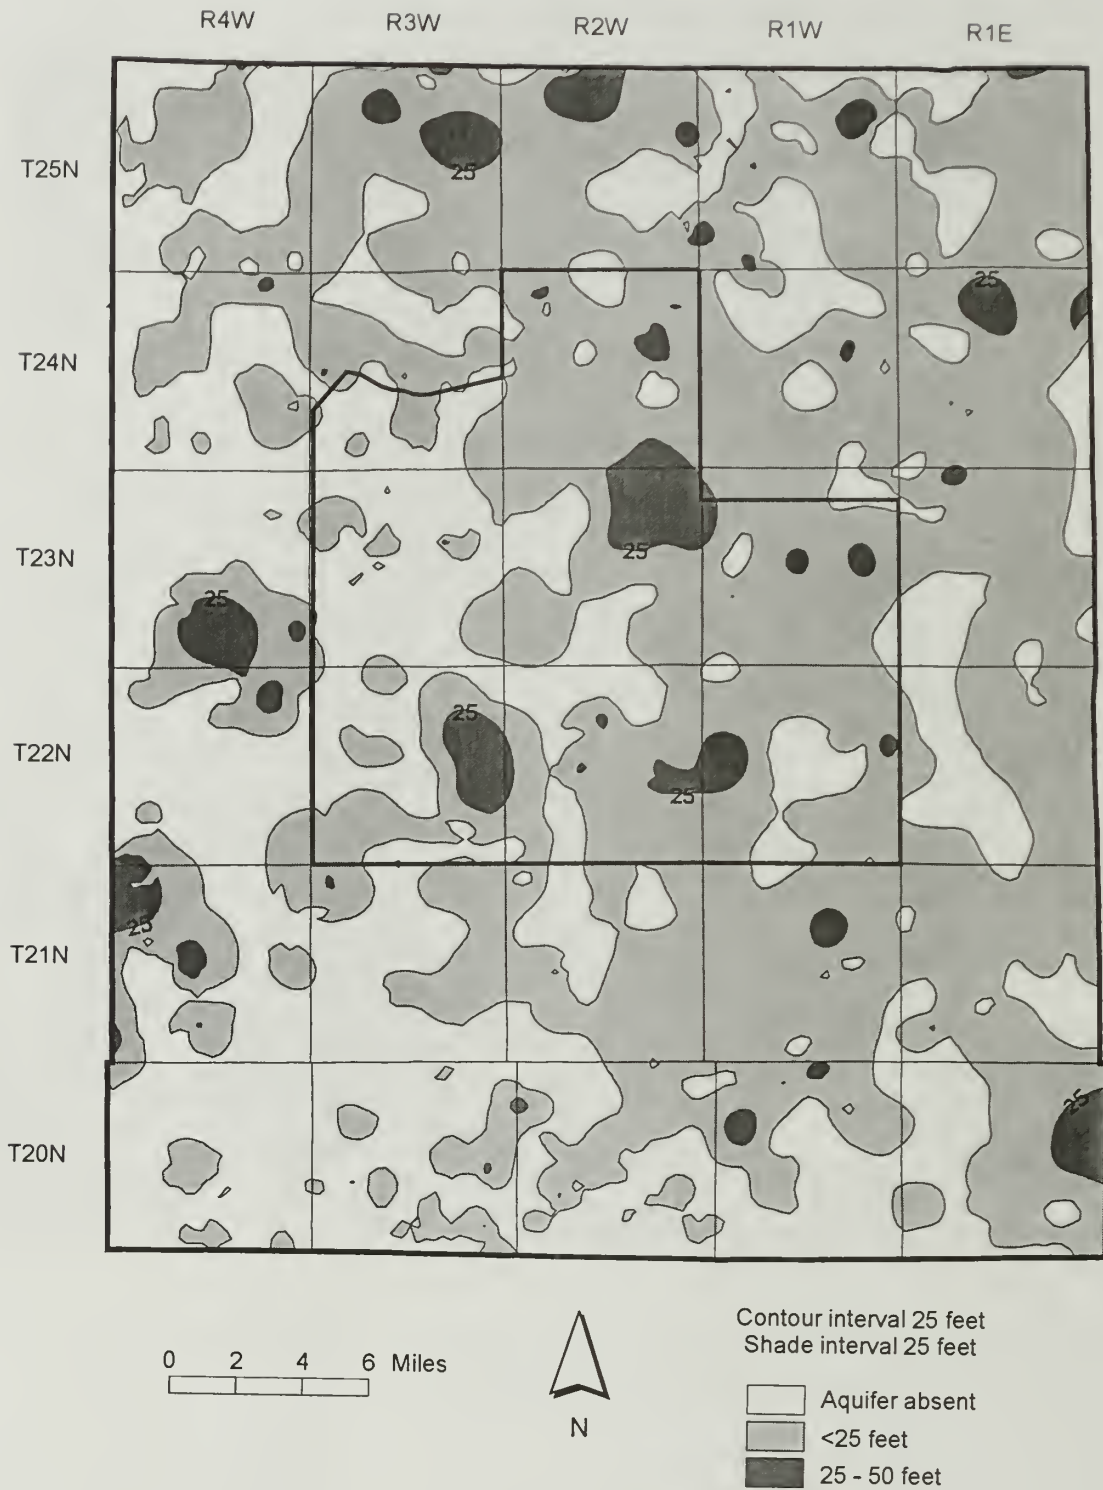 R4W R3W R2W R1W R1E
T25N
25
25
T24N
25
T23N
25
25
T22N
25
25
T21N
25
T20N
25
0 2 4 6 Miles
N
Contour interval 25 feet
Shade interval 25 feet
Aquifer absent
<25 feet
25 - 50 feet